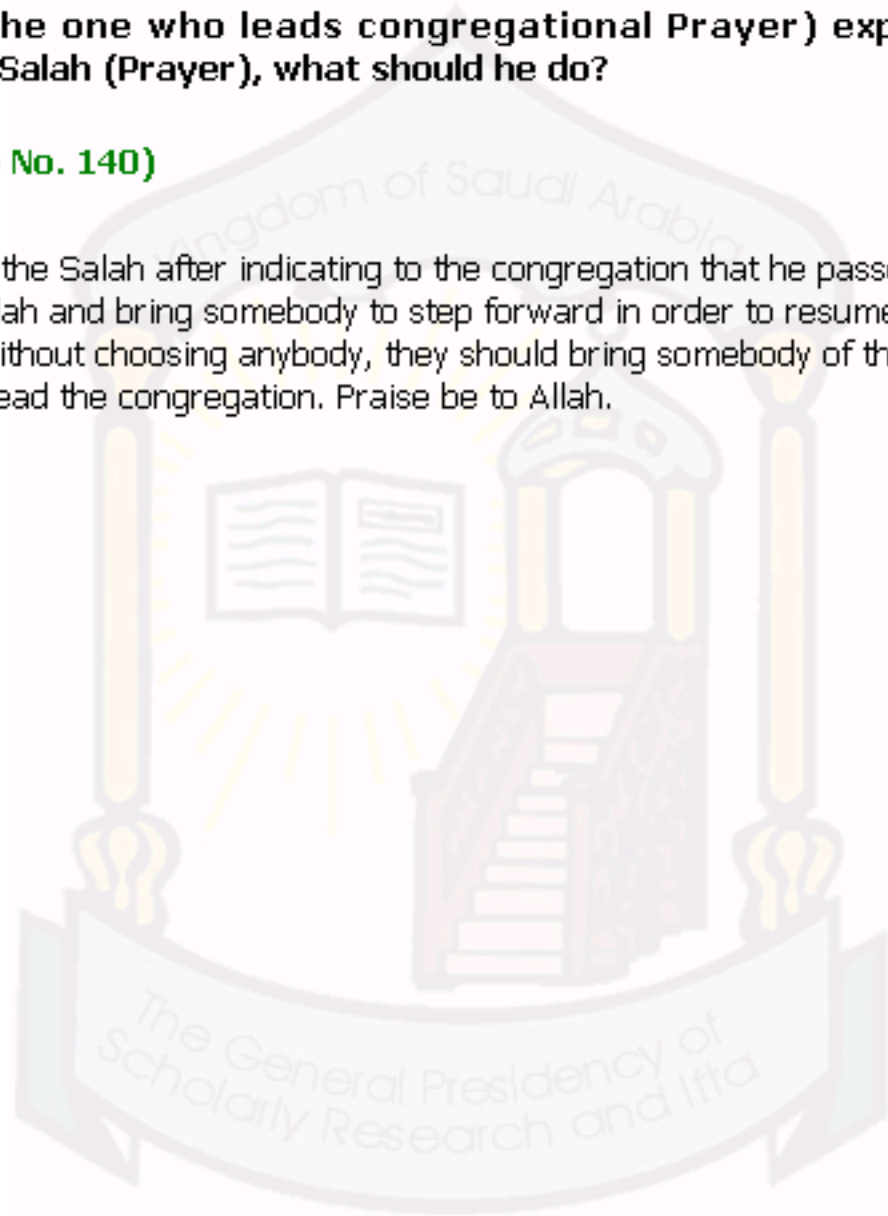 he one who leads congregational Prayer) exp
Salah (Prayer), what should he do?
No. 140)
the Salah after indicating to the congregation that he passe
lah and bring somebody to step forward in order to resume
ithout choosing anybody, they should bring somebody of th
ead the congregation. Praise be to Allah.
Kingdom of Saudi Arabia
The General Presidency of
Scholarly Research and Ifta